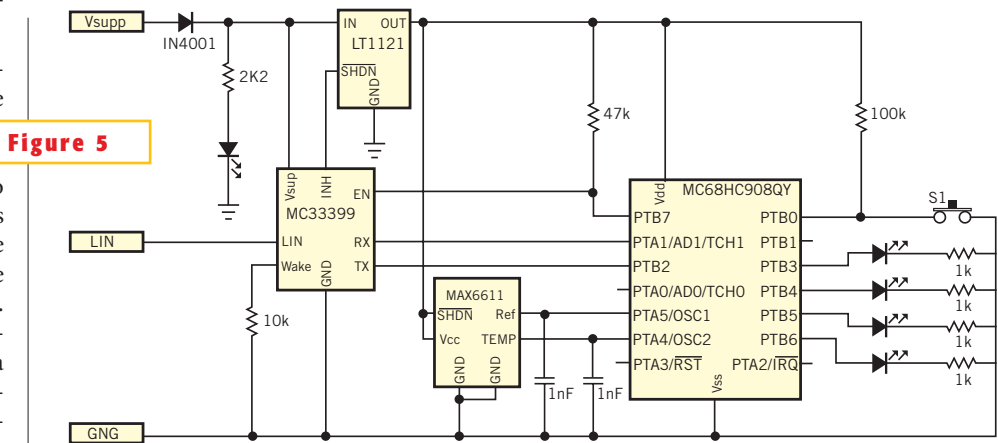 Vsupp
IN4001
2K2
IN OUT
LT1121
SHDN
GND
47k
100k
Figure 5
Vsup
INH
EN
MC33399
LIN
RX
Wake
TX
GND
LIN
10k
MAX6611
SHDN Ref
Vcc TEMP
GND GND
1nF 1nF
Vdd
MC68HC908QY
PTB7 PTB0
PTA1/AD1/TCH1 PTB1
PTB2 PTB3
PTA0/AD0/TCH0 PTB4
PTA5/OSC1 PTB5
PTA4/OSC2 PTB6
PTA3/RST PTA2/IRQ
Vss
S1
1k
1k
1k
1k
GNG